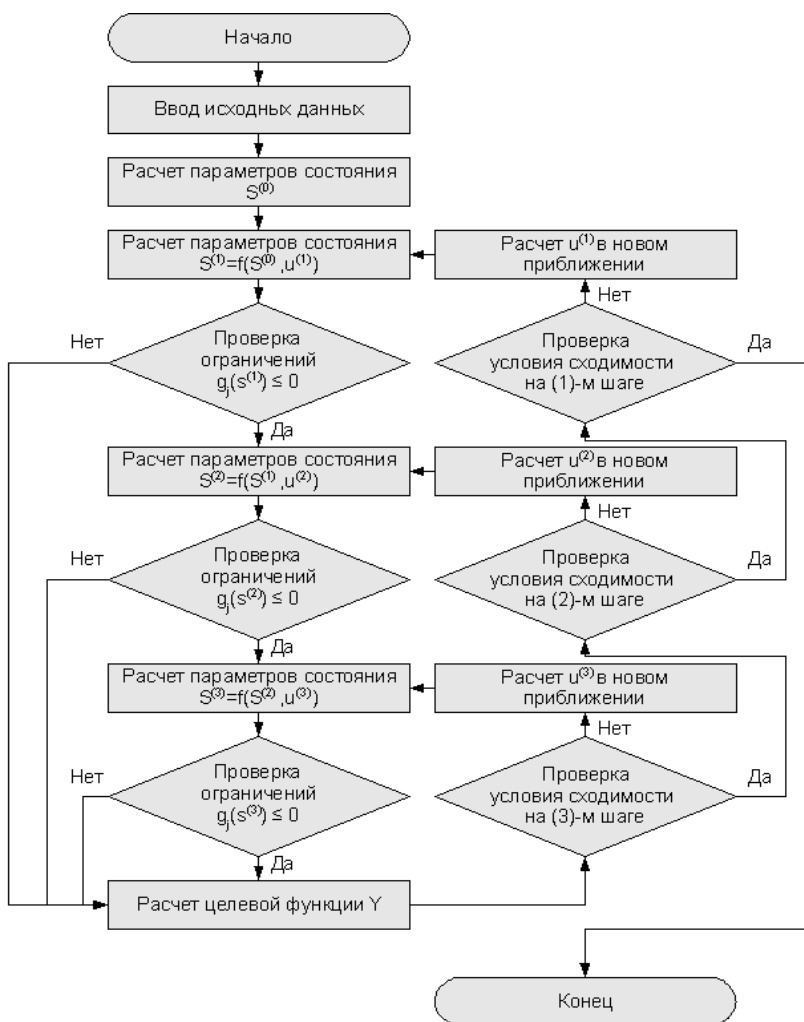 Начало
Ввод исходных данных
Расчет параметров состояния
S⁽⁰⁾
Расчет параметров состояния
S⁽¹⁾=f(S⁽⁰⁾,u⁽¹⁾)
Расчет u⁽¹⁾ в новом
приближении
Нет
Нет
Проверка
ограничений
gⱼ(s⁽¹⁾) ≤ 0
Проверка
условия сходимости
на (1)-м шаге
Да
Да
Расчет параметров состояния
S⁽²⁾=f(S⁽¹⁾,u⁽²⁾)
Расчет u⁽²⁾ в новом
приближении
Нет
Нет
Проверка
ограничений
gⱼ(s⁽²⁾) ≤ 0
Проверка
условия сходимости
на (2)-м шаге
Да
Да
Расчет параметров состояния
S⁽³⁾=f(S⁽²⁾,u⁽³⁾)
Расчет u⁽³⁾ в новом
приближении
Нет
Нет
Проверка
ограничений
gⱼ(s⁽³⁾) ≤ 0
Проверка
условия сходимости
на (3)-м шаге
Да
Да
Расчет целевой функции Y
Конец